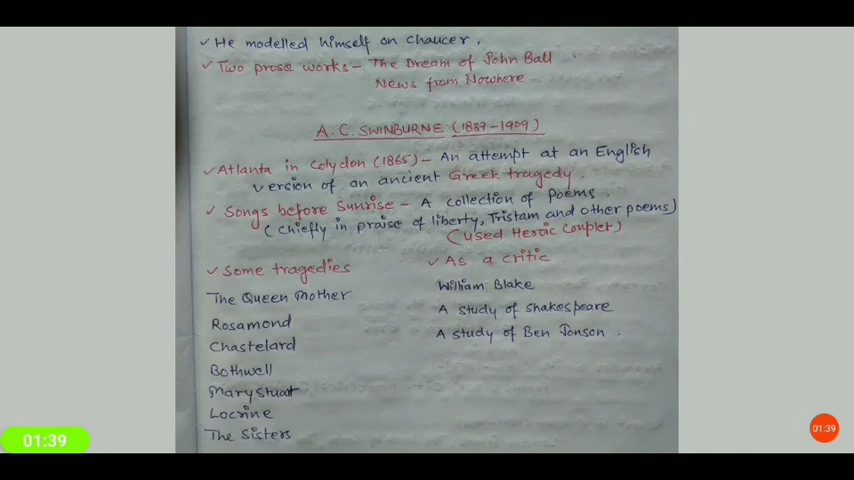 ✓ He modelled himself on Chaucer.
✓ Two prose works - The Dream of John Ball
News from Nowhere
A. C. SWINBURNE (1837-1909)
✓ Atlanta in Colydon (1865) - An attempt at an English
version of an ancient Greek tragedy.
✓ Songs before Sunrise - A collection of Poems.
(chiefly in praise of liberty, Tristam and other poems)
(used Heroic couplet)
✓ Some tragedies
The Queen Mother
Rosamond
Chastelard
Bothwell
Mary Stuat
Locrine
The Sisters
✓ As a critic
William Blake
A study of Shakespeare
A study of Ben Jonson.
01:39
01:39